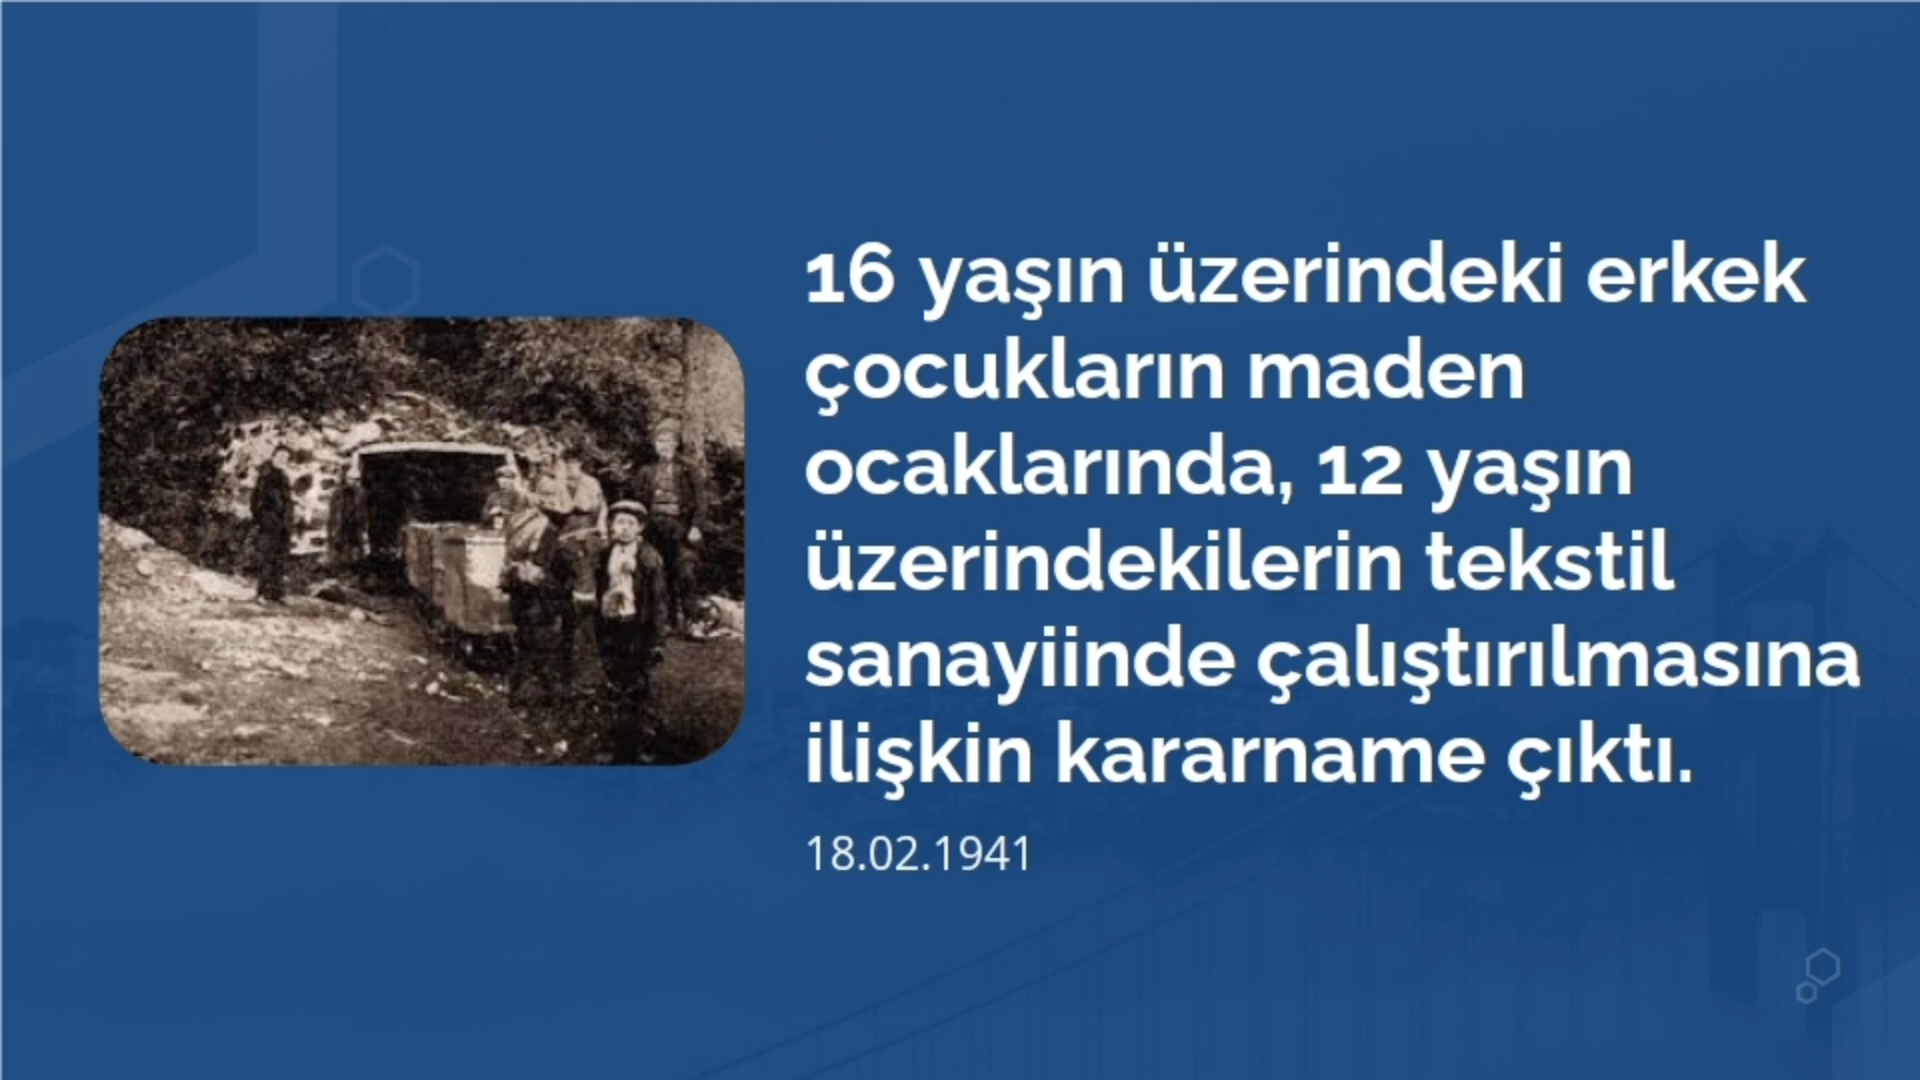 16 yaşın üzerindeki erkek
çocukların maden
ocaklarında, 12 yaşın
üzerindekilerin tekstil
sanayiinde çalıştırılmasına
ilişkin kararname çıktı.
18.02.1941